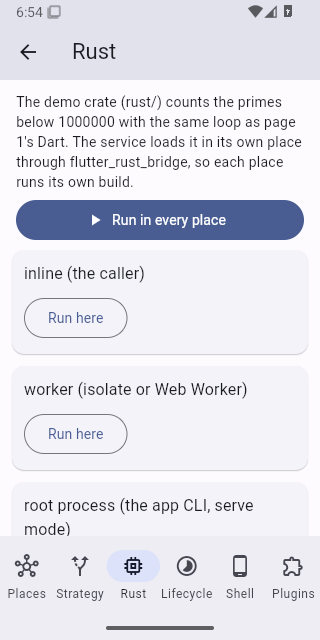 6:54
Rust
The demo crate (rust/) counts the primes
below 1000000 with the same loop as page
1's Dart. The service loads it in its own place
through flutter_rust_bridge, so each place
runs its own build.
Run in every place
inline (the caller)
Run here
worker (isolate or Web Worker)
Run here
root process (the app CLI, serve
mode)
Places Strategy Rust Lifecycle Shell Plugins